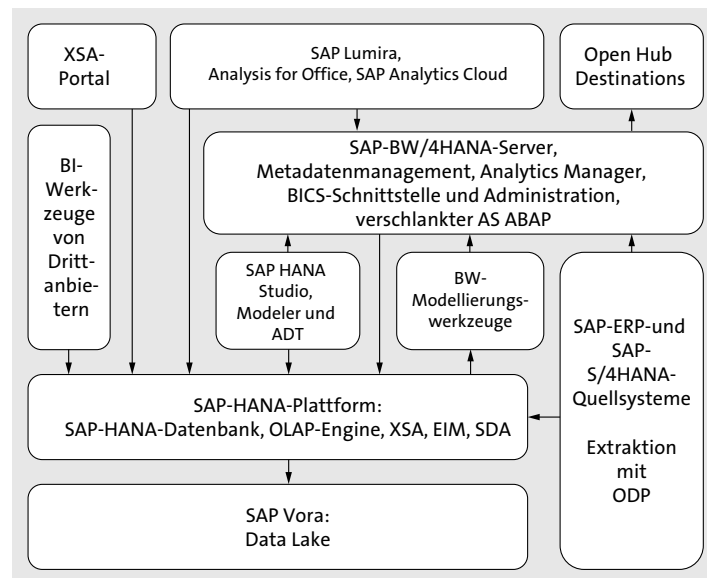 XSA-
Portal
SAP Lumira,
Analysis for Office, SAP Analytics Cloud
Open Hub
Destinations
BI-
Werk-
zeuge
von
Dritt-
anbie-
tern
SAP-BW/4HANA-Server,
Metadatenmanagement, Analytics Manager,
BICS-Schnittstelle und Administration,
verschlankter AS ABAP
SAP HANA
Studio,
Modeler und
ADT
BW-
Modellierungs-
werkzeuge
SAP-ERP-und
SAP-
S/4HANA-
Quellsysteme
Extraktion
mit
ODP
SAP-HANA-Plattform:
SAP-HANA-Datenbank, OLAP-Engine, XSA, EIM, SDA
SAP Vora:
Data Lake